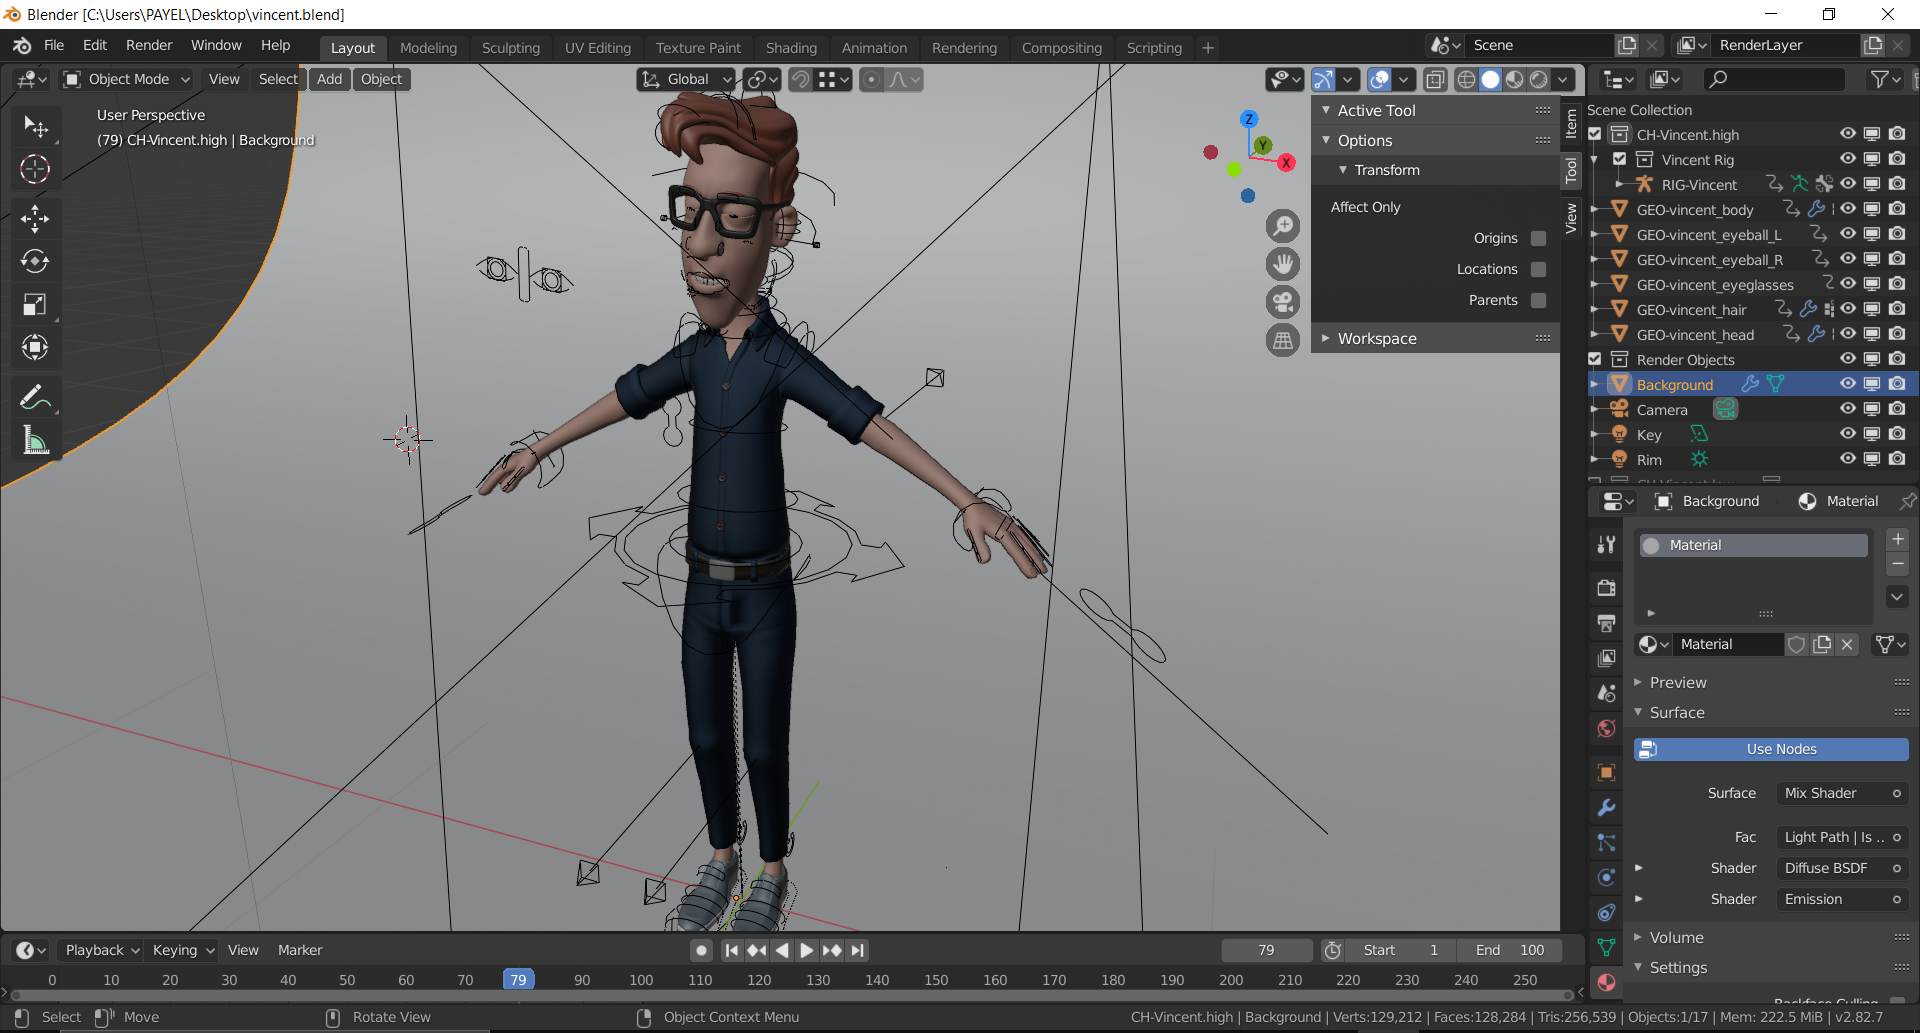 Blender [C:\Users\PAYEL\Desktop\vincent.blend]
File Edit Render Window Help Layout Modeling Sculpting UV Editing Texture Paint Shading Animation Rendering Compositing Scripting + Scene RenderLayer
Object Mode View Select Add Object Global
User Perspective
(79) CH-Vincent.high | Background
Z
Y
X
Active Tool
Options
Transform
Affect Only
Origins
Locations
Parents
Workspace
Item
Tool
View
Scene Collection
CH-Vincent.high
Vincent Rig
RIG-Vincent
GEO-vincent_body
GEO-vincent_eyeball_L
GEO-vincent_eyeball_R
GEO-vincent_eyeglasses
GEO-vincent_hair
GEO-vincent_head
Render Objects
Background
Camera
Key
Rim
Background Material
Material
Material
Preview
Surface
Use Nodes
Surface Mix Shader
Fac Light Path | Is ..
Shader Diffuse BSDF
Shader Emission
Volume
Settings
Playback Keying View Marker 79 Start 1 End 100
0 10 20 30 40 50 60 70 79 90 100 110 120 130 140 150 160 170 180 190 200 210 220 230 240 250
Select Move Rotate View Object Context Menu CH-Vincent.high | Background | Verts:129,212 | Faces:128,284 | Tris:256,539 | Objects:1/17 | Mem: 222.5 MiB | v2.82.7